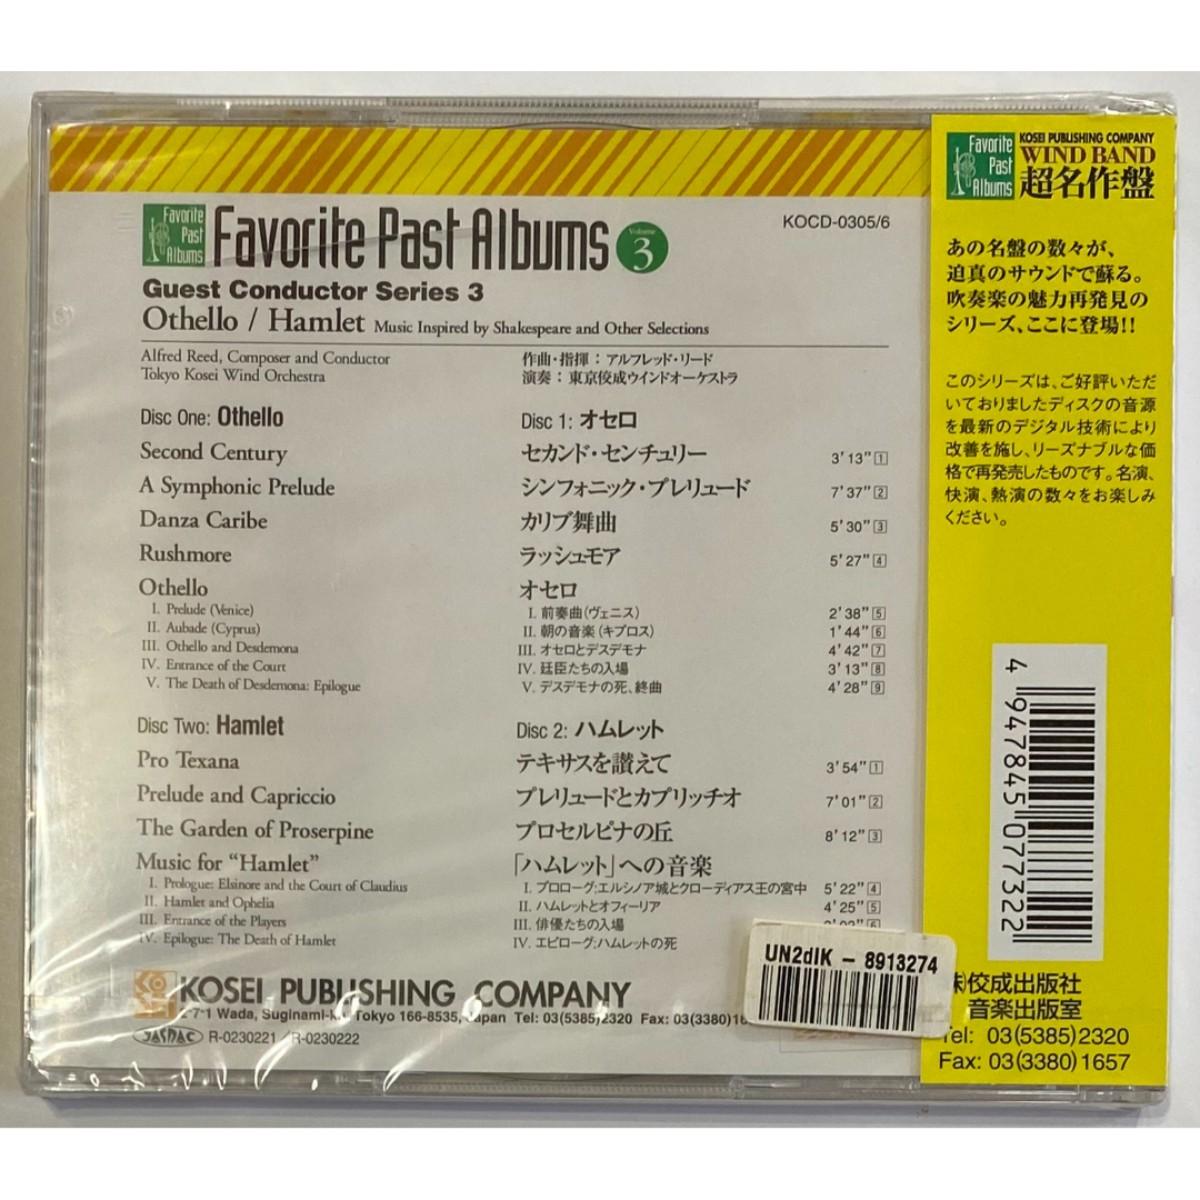 Favorite Past Albums
Favorite Past Albums
Volume 3
KOCD-0305/6
Guest Conductor Series 3
Othello / Hamlet Music Inspired by Shakespeare and Other Selections
Alfred Reed, Composer and Conductor
作曲・指揮：アルフレッド・リード
Tokyo Kosei Wind Orchestra
演奏：東京佼成ウインドオーケストラ
Disc One: Othello
Disc 1: オセロ
Second Century セカンド・センチュリー 3'13" 1
A Symphonic Prelude シンフォニック・プレリュード 7'37" 2
Danza Caribe カリブ舞曲 5'30" 3
Rushmore ラッシュモア 5'27" 4
Othello オセロ
I. Prelude (Venice) I. 前奏曲(ヴェニス) 2'38" 5
II. Aubade (Cyprus) II. 朝の音楽(キプロス) 1'44" 6
III. Othello and Desdemona III. オセロとデスデモナ 4'42" 7
IV. Entrance of the Court IV. 廷臣たちの入場 3'13" 8
V. The Death of Desdemona: Epilogue V. デスデモナの死、終曲 4'28" 9
Disc Two: Hamlet
Disc 2: ハムレット
Pro Texana テキサスを讃えて 3'54" 1
Prelude and Capriccio プレリュードとカプリッチオ 7'01" 2
The Garden of Proserpine プロセルピナの丘 8'12" 3
Music for "Hamlet" 「ハムレット」への音楽
I. Prologue: Elsinore and the Court of Claudius I. プロローグ;エルシノア城とクローディアス王の宮中 5'22" 4
II. Hamlet and Ophelia II. ハムレットとオフィーリア 4'25" 5
III. Entrance of the Players III. 俳優たちの入場
IV. Epilogue: The Death of Hamlet IV. エピローグ;ハムレットの死
KOSEI PUBLISHING COMPANY
2-7-1 Wada, Suginami-ku, Tokyo 166-8535, Japan Tel: 03(5385)2320 Fax: 03(3380)16
JASRAC R-0230221 / R-0230222
UN2dIK - 8913274
Favorite Past Albums
KOSEI PUBLISHING COMPANY
WIND BAND
超名作盤
あの名盤の数々が、
迫真のサウンドで蘇る。
吹奏楽の魅力再発見の
シリーズ、ここに登場!!
このシリーズは、ご好評いただ
いておりましたディスクの音源
を最新のデジタル技術により
改善を施し、リーズナブルな価
格で再発売したものです。名演、
快演、熱演の数々をお楽しみ
ください。
4 947845 077322
㈱佼成出版社
音楽出版室
Tel: 03(5385)2320
Fax: 03(3380)1657